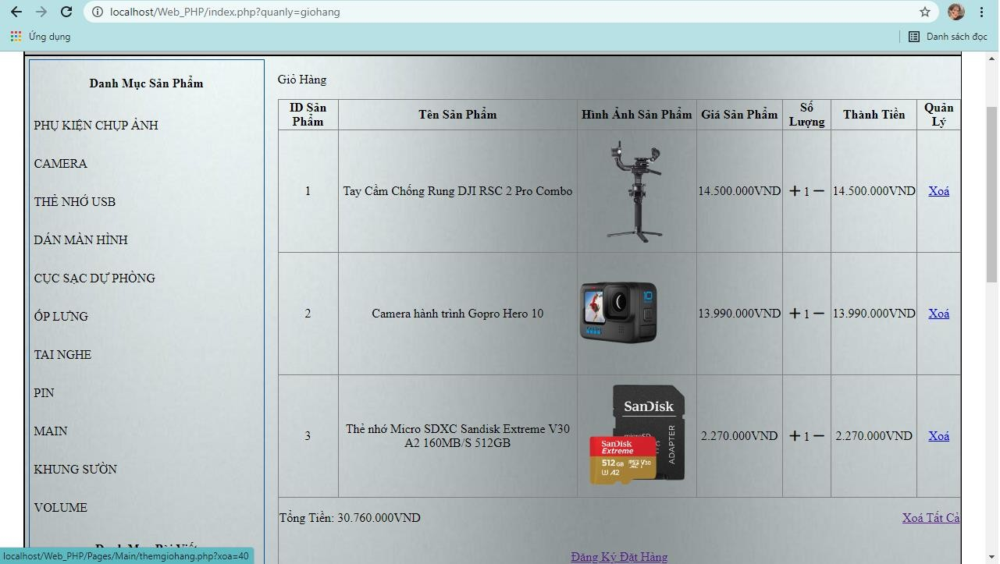 localhost/Web_PHP/index.php?quanly=giohang
Ứng dụng
Danh sách đọc
Danh Mục Sản Phẩm
PHỤ KIỆN CHỤP ẢNH
CAMERA
THẺ NHỚ USB
DÁN MÀN HÌNH
CỤC SẠC DỰ PHÒNG
ỐP LƯNG
TAI NGHE
PIN
MAIN
KHUNG SƯỜN
VOLUME
Danh Mục Bài Viết
Giỏ Hàng
ID Sản Phẩm Tên Sản Phẩm Hình Ảnh Sản Phẩm Giá Sản Phẩm Số Lượng Thành Tiền Quản Lý
1 Tay Cầm Chống Rung DJI RSC 2 Pro Combo 14.500.000VND + 1 − 14.500.000VND Xoá
2 Camera hành trình Gopro Hero 10 10 13.990.000VND + 1 − 13.990.000VND Xoá
3 Thẻ nhớ Micro SDXC Sandisk Extreme V30
A2 160MB/S 512GB
SanDisk
microSD
ADAPTER
SanDisk
Extreme
512GB V30
A2
2.270.000VND + 1 − 2.270.000VND Xoá
Tổng Tiền: 30.760.000VND Xoá Tất Cả
Đăng Ký Đặt Hàng
localhost/Web_PHP/Pages/Main/themgiohang.php?xoa=40